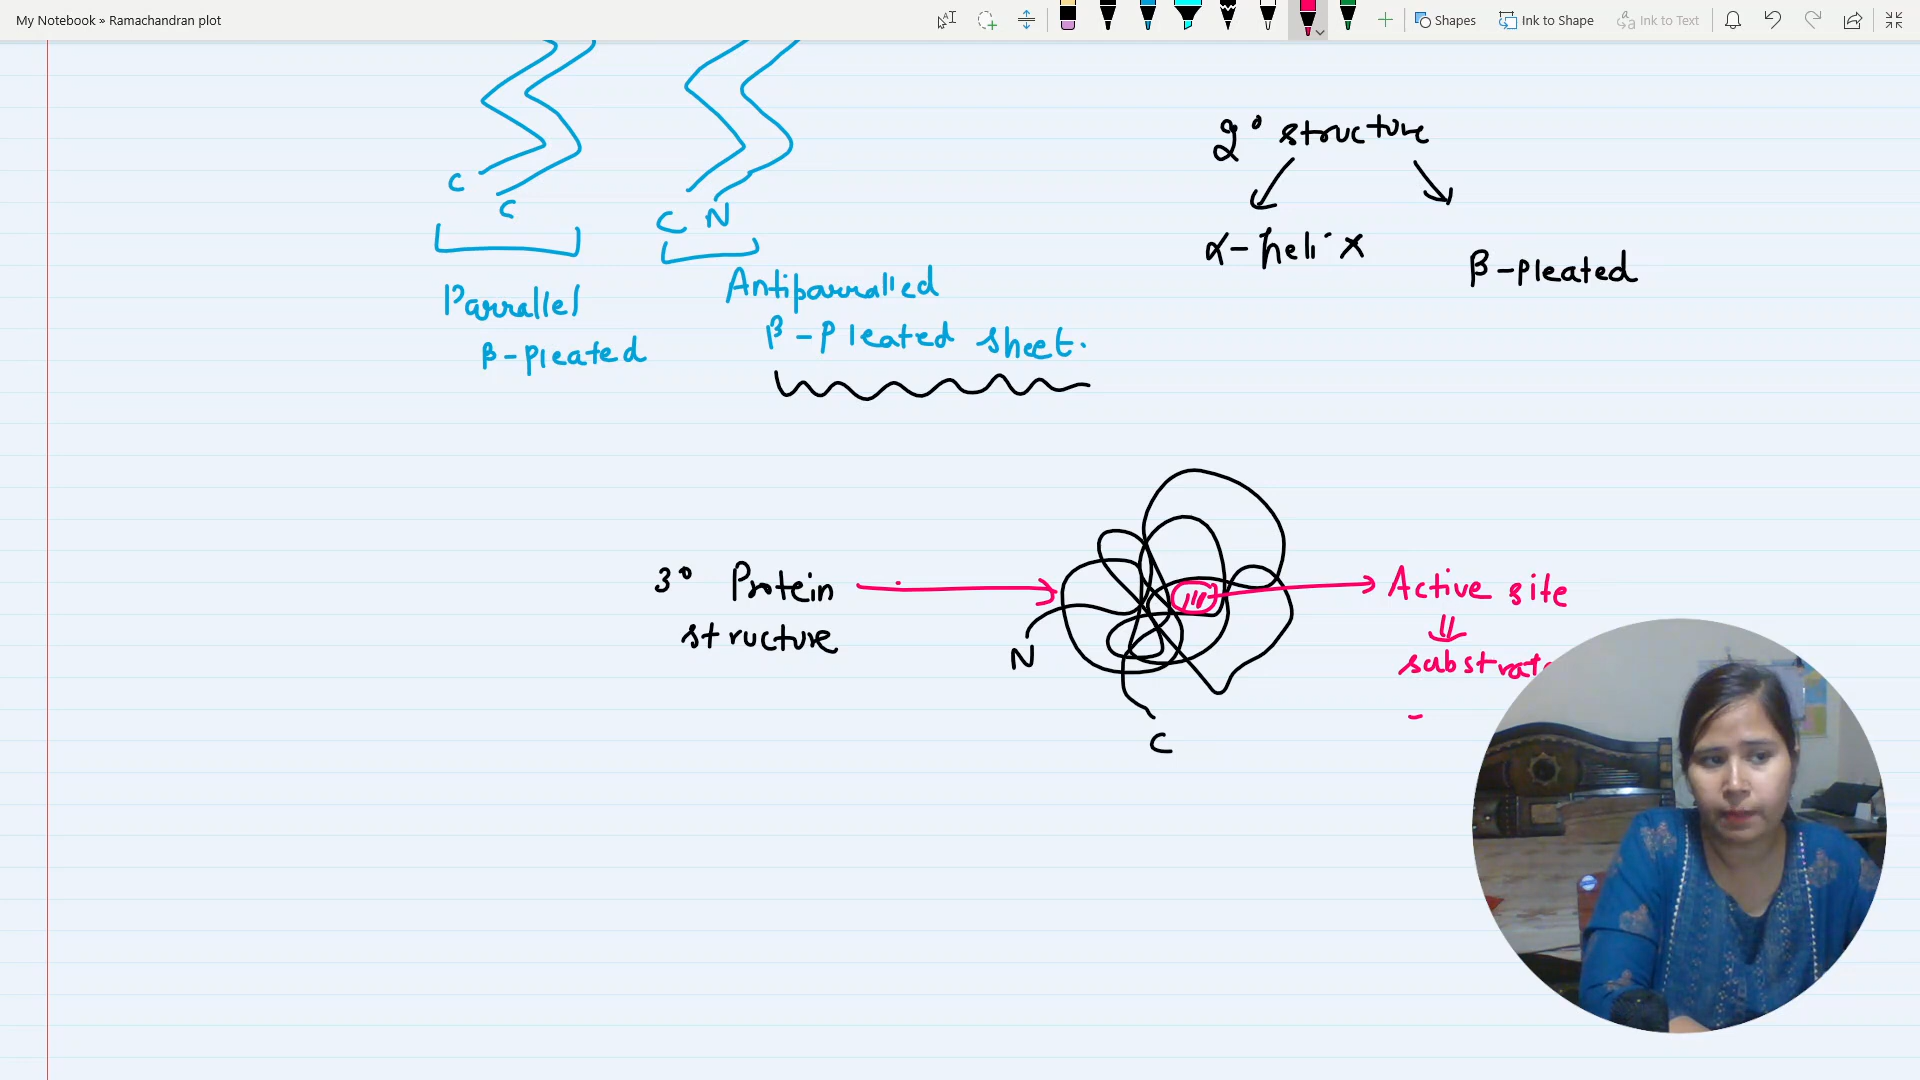 My Notebook » Ramachandran plot
Shapes
Ink to Shape
Ink to Text
C
C
C N
Parrallel
β-pleated
Antiparralled
β-pleated sheet.
2° structure
α-helix
β-pleated
3° Protein
structure
N
C
Active site
substrate